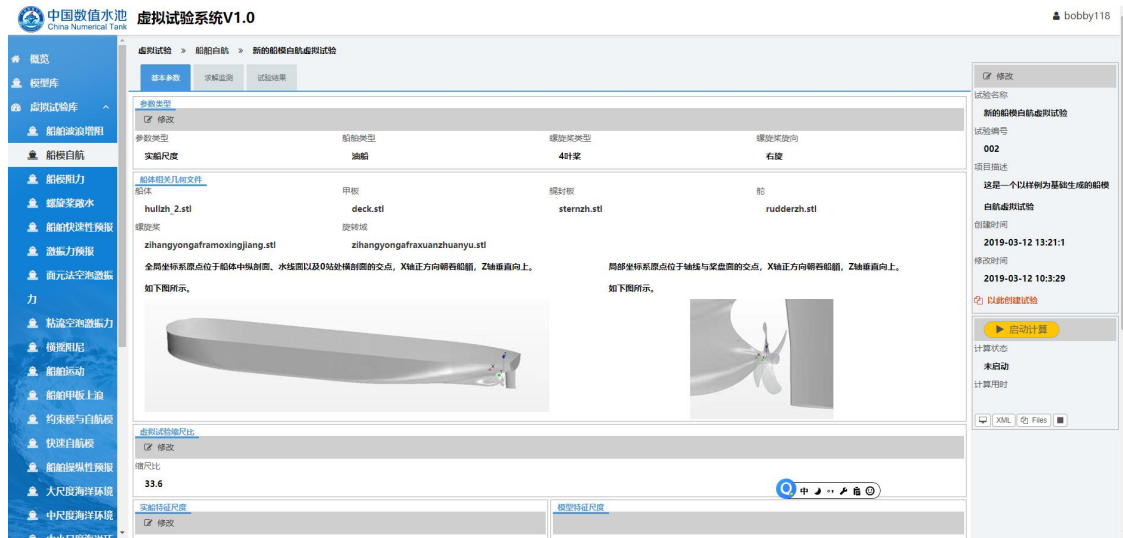 中国数值水池
China Numerical Tank
虚拟试验系统V1.0
bobby118
概览
模型库
虚拟试验库
船舶波浪增阻
船模自航
船模阻力
螺旋桨敞水
船舶快速性预报
激振力预报
面元法空泡激振
力
粘流空泡激振力
横摇阻尼
船舶运动
船舶甲板上浪
约束模与自航模
快速自航模
船舶操纵性预报
大尺度海洋环境
中尺度海洋环境
虚拟试验 » 船舶自航 » 新的船模自航虚拟试验
基本参数 求解监测 试验结果
参数类型
修改
参数类型 船舶类型 螺旋桨类型 螺旋桨旋向
实船尺度 油船 4叶桨 右旋
船体相关几何文件
船体 甲板 艉封板 舵
hullzh_2.stl deck.stl sternzh.stl rudderzh.stl
螺旋桨 旋转域
zihangyongaframoxingjiang.stl zihangyongafraxuanzhuanyu.stl
全局坐标系原点位于船体中纵剖面、水线面以及0站处横剖面的交点，X轴正方向朝着船艏，Z轴垂直向上。
如下图所示。
局部坐标系原点位于轴线与桨盘面的交点，X轴正方向朝着船艏，Z轴垂直向上。
如下图所示。
虚拟试验缩尺比
修改
缩尺比
33.6
中
实船特征尺度 模型特征尺度
修改
修改
试验名称
新的船模自航虚拟试验
试验编号
002
项目描述
这是一个以样例为基础生成的船模
自航虚拟试验
创建时间
2019-03-12 13:21:1
修改时间
2019-03-12 10:3:29
以此创建试验
启动计算
计算状态
未启动
计算用时
XML Files